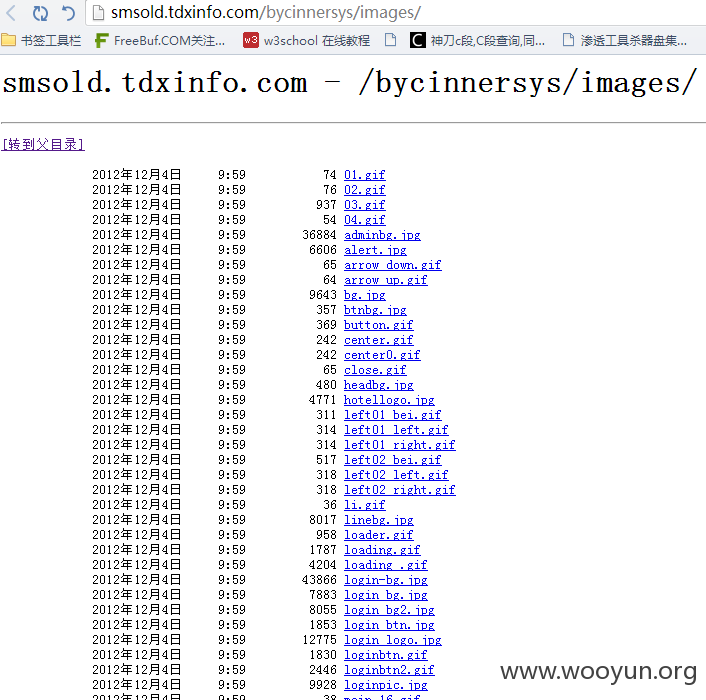 smsold.tdxinfo.com/bycinnersys/images/
书签工具栏 FreeBuf.COM关注... w3 w3school 在线教程 C 神刀c段,C段查询,同... 渗透工具杀器盘集...
smsold.tdxinfo.com - /bycinnersys/images/
[转到父目录]
2012年12月4日 9:59 74 01.gif
2012年12月4日 9:59 76 02.gif
2012年12月4日 9:59 937 03.gif
2012年12月4日 9:59 54 04.gif
2012年12月4日 9:59 36884 adminbg.jpg
2012年12月4日 9:59 6606 alert.jpg
2012年12月4日 9:59 65 arrow_down.gif
2012年12月4日 9:59 64 arrow_up.gif
2012年12月4日 9:59 9643 bg.jpg
2012年12月4日 9:59 357 btnbg.jpg
2012年12月4日 9:59 369 button.gif
2012年12月4日 9:59 242 center.gif
2012年12月4日 9:59 242 center0.gif
2012年12月4日 9:59 65 close.gif
2012年12月4日 9:59 480 headbg.jpg
2012年12月4日 9:59 4771 hotellogo.jpg
2012年12月4日 9:59 311 left01_bei.gif
2012年12月4日 9:59 314 left01_left.gif
2012年12月4日 9:59 314 left01_right.gif
2012年12月4日 9:59 517 left02_bei.gif
2012年12月4日 9:59 318 left02_left.gif
2012年12月4日 9:59 318 left02_right.gif
2012年12月4日 9:59 36 li.gif
2012年12月4日 9:59 8017 linebg.jpg
2012年12月4日 9:59 958 loader.gif
2012年12月4日 9:59 1787 loading.gif
2012年12月4日 9:59 4204 loading_.gif
2012年12月4日 9:59 43866 login-bg.jpg
2012年12月4日 9:59 7883 login_bg.jpg
2012年12月4日 9:59 8055 login_bg2.jpg
2012年12月4日 9:59 1853 login_btn.jpg
2012年12月4日 9:59 12775 login_logo.jpg
2012年12月4日 9:59 1830 loginbtn.gif
2012年12月4日 9:59 2446 loginbtn2.gif
2012年12月4日 9:59 9928 loginpic.jpg
www.wooyun.org